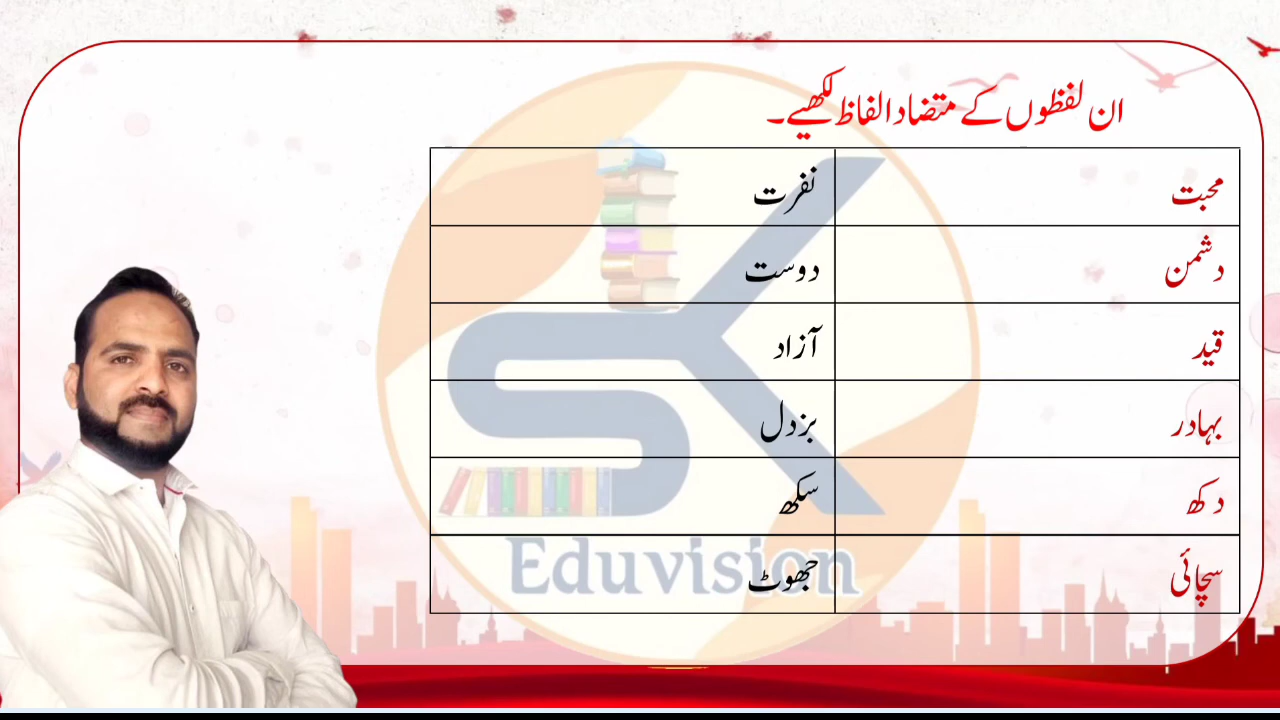 ان لفظوں کے متضاد الفاظ لکھیے۔
محبت نفرت
دشمن دوست
قید آزاد
بہادر بزدل
دکھ سکھ
سچائی جھوٹ
SK
Eduvision